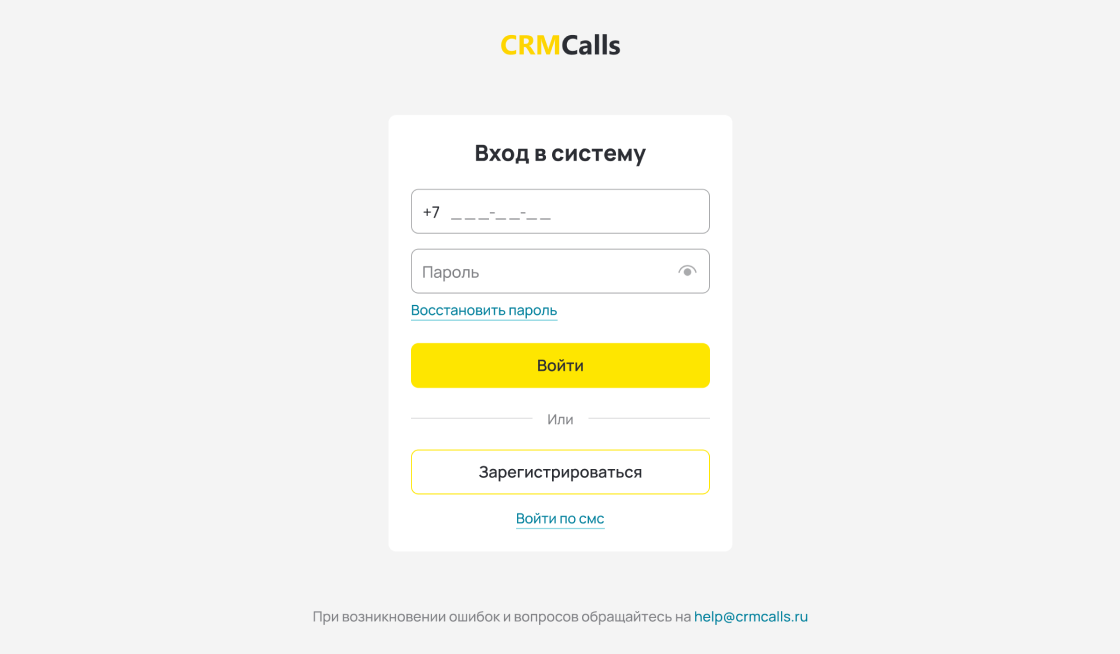 CRMCalls
Вход в систему
+7 _ _ _-_ _-_ _
Пароль
Восстановить пароль
Войти
Или
Зарегистрироваться
Войти по смс
При возникновении ошибок и вопросов обращайтесь на help@crmcalls.ru